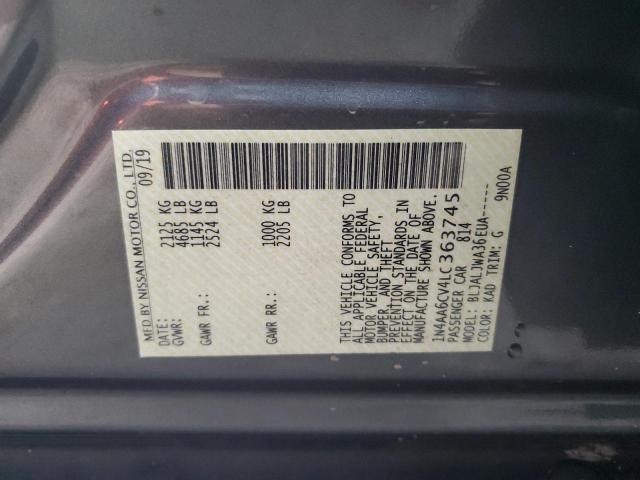 MFD.BY NISSAN MOTOR CO., LTD.
DATE: 09/19
GVWR: 2125 KG
4685 LB
GAWR FR.: 1145 KG
2524 LB
GAWR RR.: 1000 KG
2205 LB
THIS VEHICLE CONFORMS TO
ALL APPLICABLE FEDERAL
MOTOR VEHICLE SAFETY,
BUMPER, AND THEFT
PREVENTION STANDARDS IN
EFFECT ON THE DATE OF
MANUFACTURE SHOWN ABOVE.
1N4AA6CV4LC363745
PASSENGER CAR 814
MODEL: BLJALJWA36EUA------
COLOR: KAD TRIM: G 9N00A